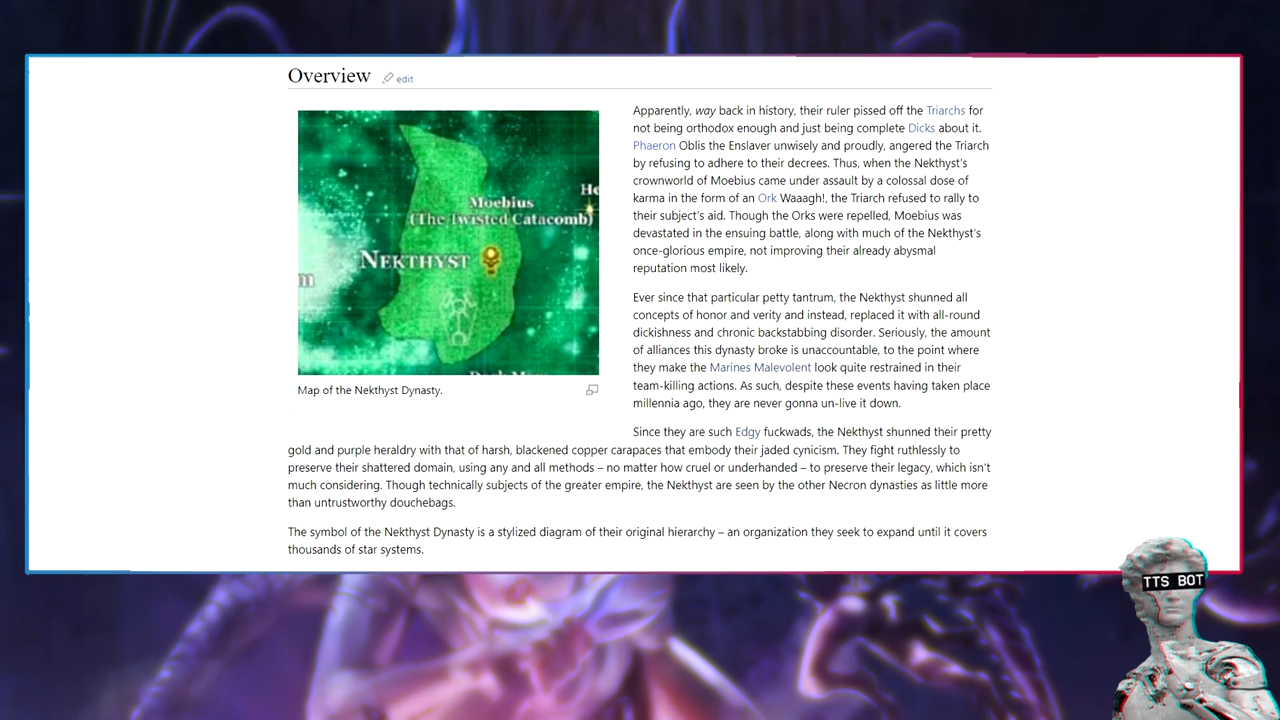 Overview edit
Moebius
(The Twisted Catacomb)
NEKTHYST
Map of the Nekthyst Dynasty.
Apparently, way back in history, their ruler pissed off the Triarchs for
not being orthodox enough and just being complete Dicks about it.
Phaeron Oblis the Enslaver unwisely and proudly, angered the Triarch
by refusing to adhere to their decrees. Thus, when the Nekthyst's
crownworld of Moebius came under assault by a colossal dose of
karma in the form of an Ork Waaagh!, the Triarch refused to rally to
their subject's aid. Though the Orks were repelled, Moebius was
devastated in the ensuing battle, along with much of the Nekthyst's
once-glorious empire, not improving their already abysmal
reputation most likely.
Ever since that particular petty tantrum, the Nekthyst shunned all
concepts of honor and verity and instead, replaced it with all-round
dickishness and chronic backstabbing disorder. Seriously, the amount
of alliances this dynasty broke is unaccountable, to the point where
they make the Marines Malevolent look quite restrained in their
team-killing actions. As such, despite these events having taken place
millennia ago, they are never gonna un-live it down.
Since they are such Edgy fuckwads, the Nekthyst shunned their pretty
gold and purple heraldry with that of harsh, blackened copper carapaces that embody their jaded cynicism. They fight ruthlessly to
preserve their shattered domain, using any and all methods – no matter how cruel or underhanded – to preserve their legacy, which isn't
much considering. Though technically subjects of the greater empire, the Nekthyst are seen by the other Necron dynasties as little more
than untrustworthy douchebags.
The symbol of the Nekthyst Dynasty is a stylized diagram of their original hierarchy – an organization they seek to expand until it covers
thousands of star systems.
TTS BOT